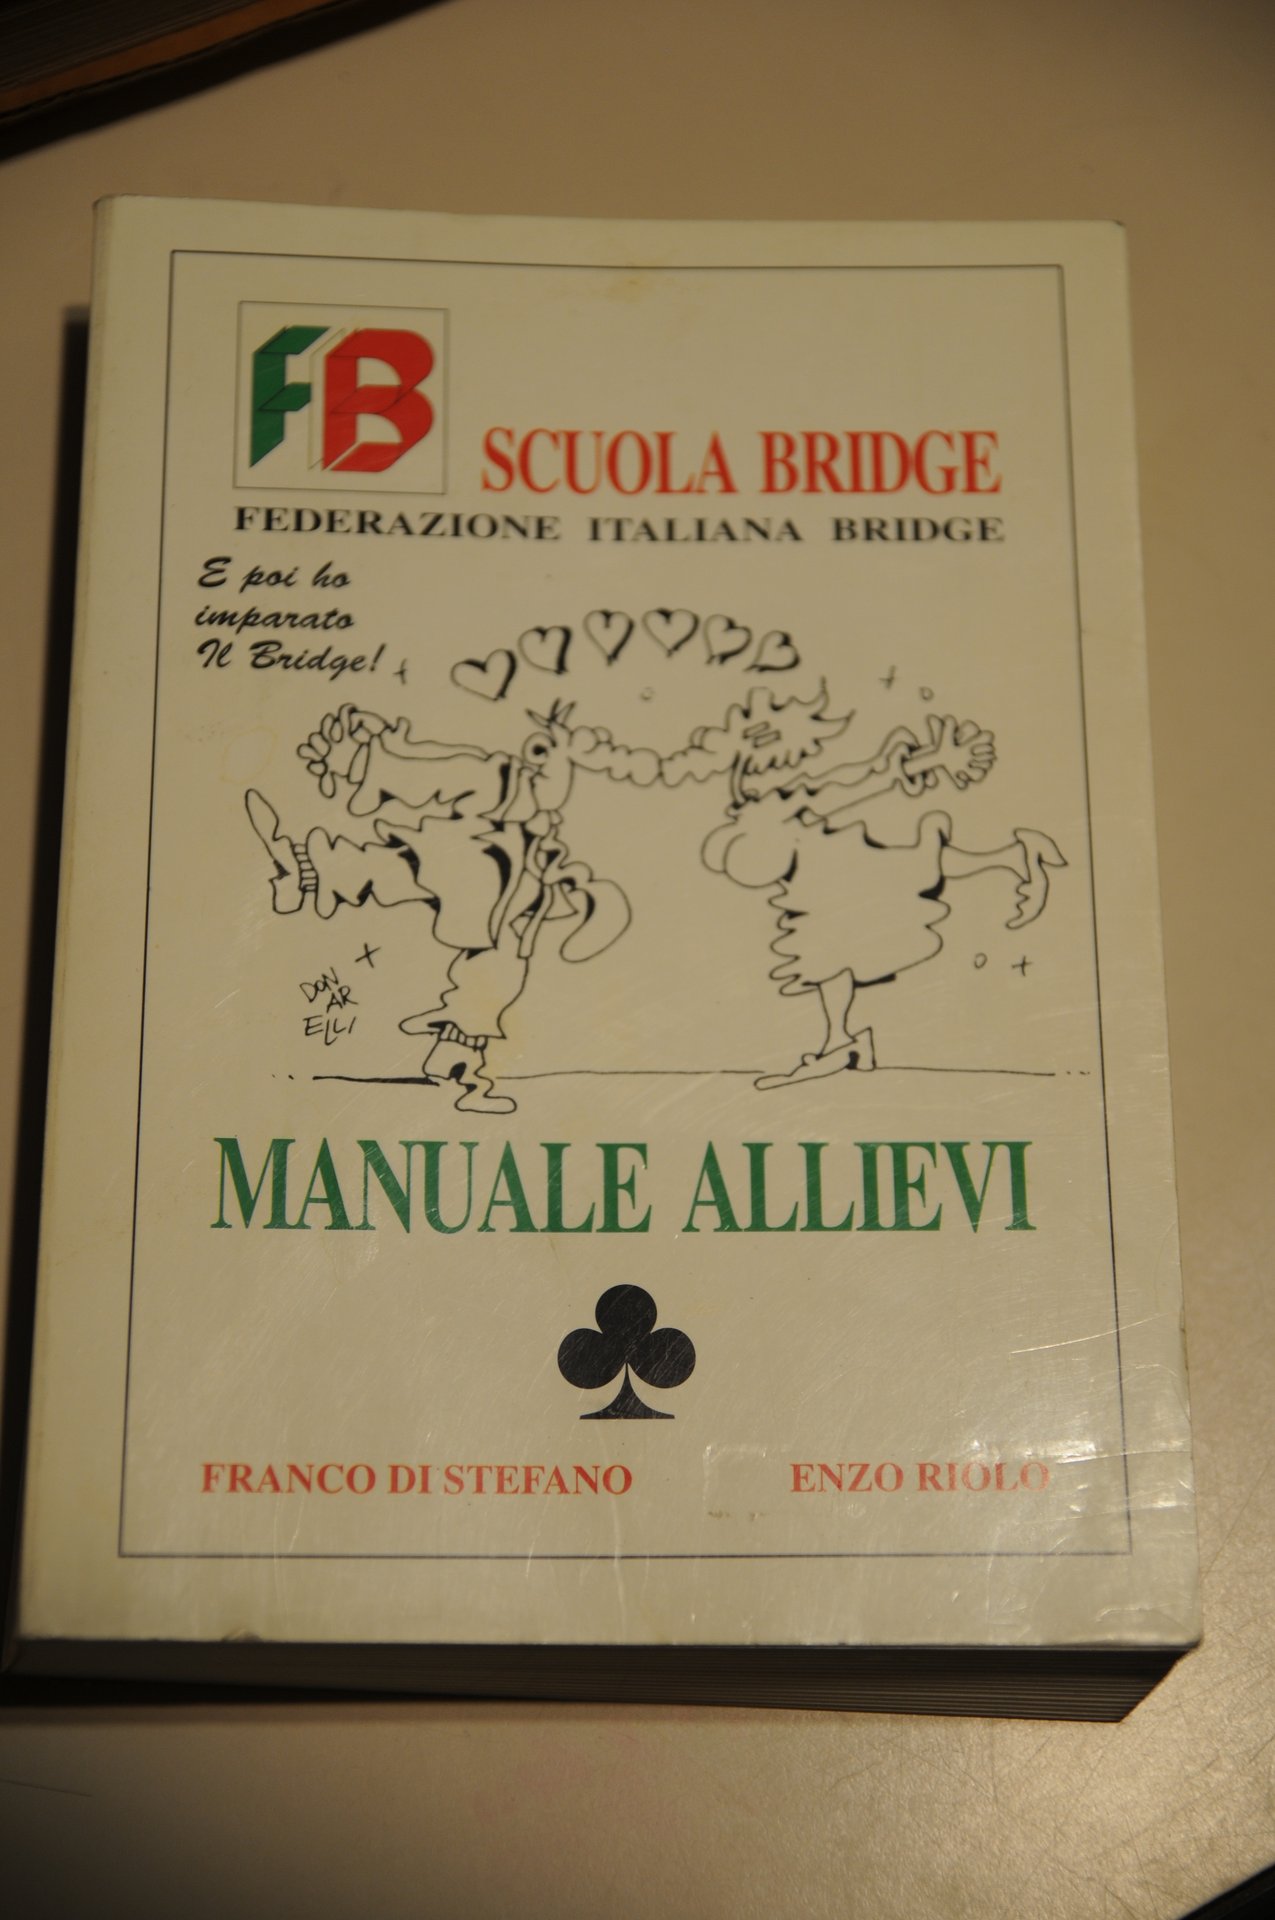 FIB
SCUOLA BRIDGE
FEDERAZIONE ITALIANA BRIDGE
E poi ho
imparato
Il Bridge!
DON
AR
ELLI
MANUALE ALLIEVI
FRANCO DI STEFANO
ENZO RIOLO